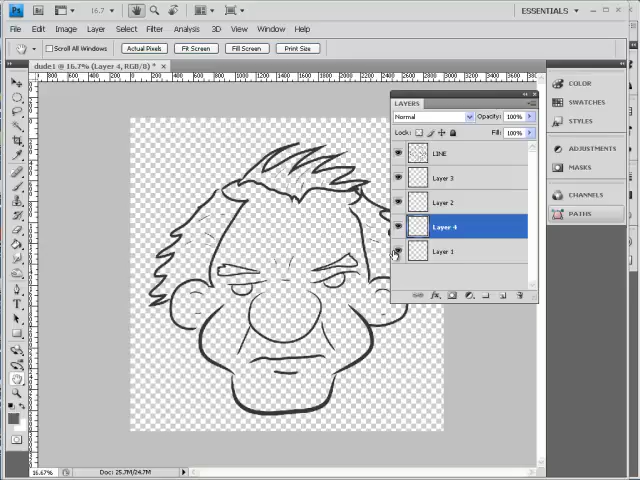 Ps 16.7 ESSENTIALS
File Edit Image Layer Select Filter Analysis 3D View Window Help
Scroll All Windows Actual Pixels Fit Screen Fill Screen Print Size
dude1 @ 16.7% (Layer 4, RGB/8) *
LAYERS
Normal Opacity: 100%
Lock: Fill: 100%
LINE
Layer 3
Layer 2
Layer 4
Layer 1
COLOR
SWATCHES
STYLES
ADJUSTMENTS
MASKS
CHANNELS
PATHS
16.67% Doc: 25.7M/24.7M